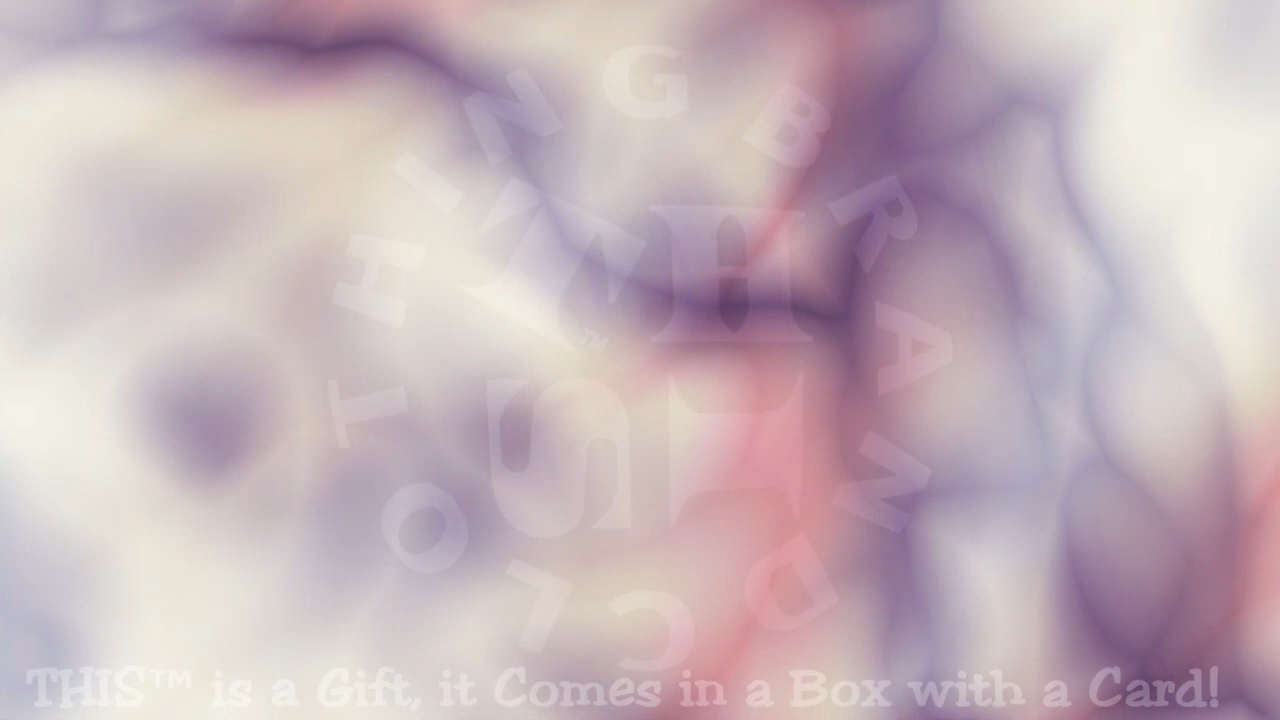 CLOTHING BRAND
THIS™
THIS™ is a Gift, it Comes in a Box with a Card!